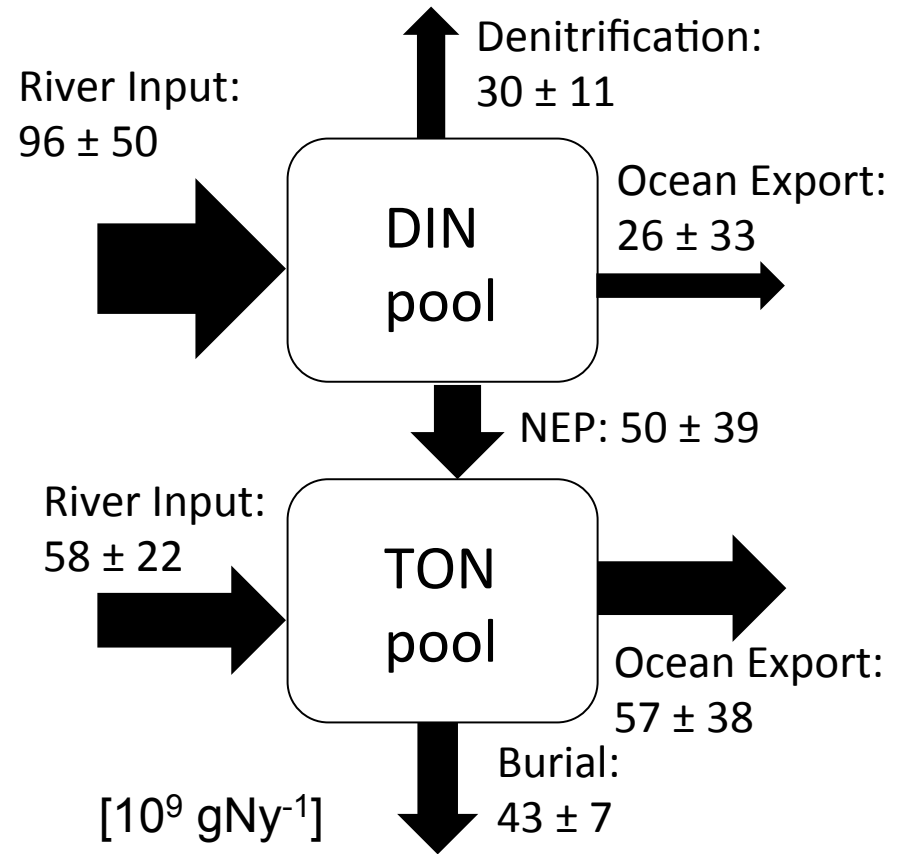 Denitrification:
30 ± 11
River Input:
96 ± 50
Ocean Export:
26 ± 33
DIN
pool
NEP: 50 ± 39
River Input:
58 ± 22
TON
pool
Ocean Export:
57 ± 38
Burial:
43 ± 7
[10⁹ gNy⁻¹]